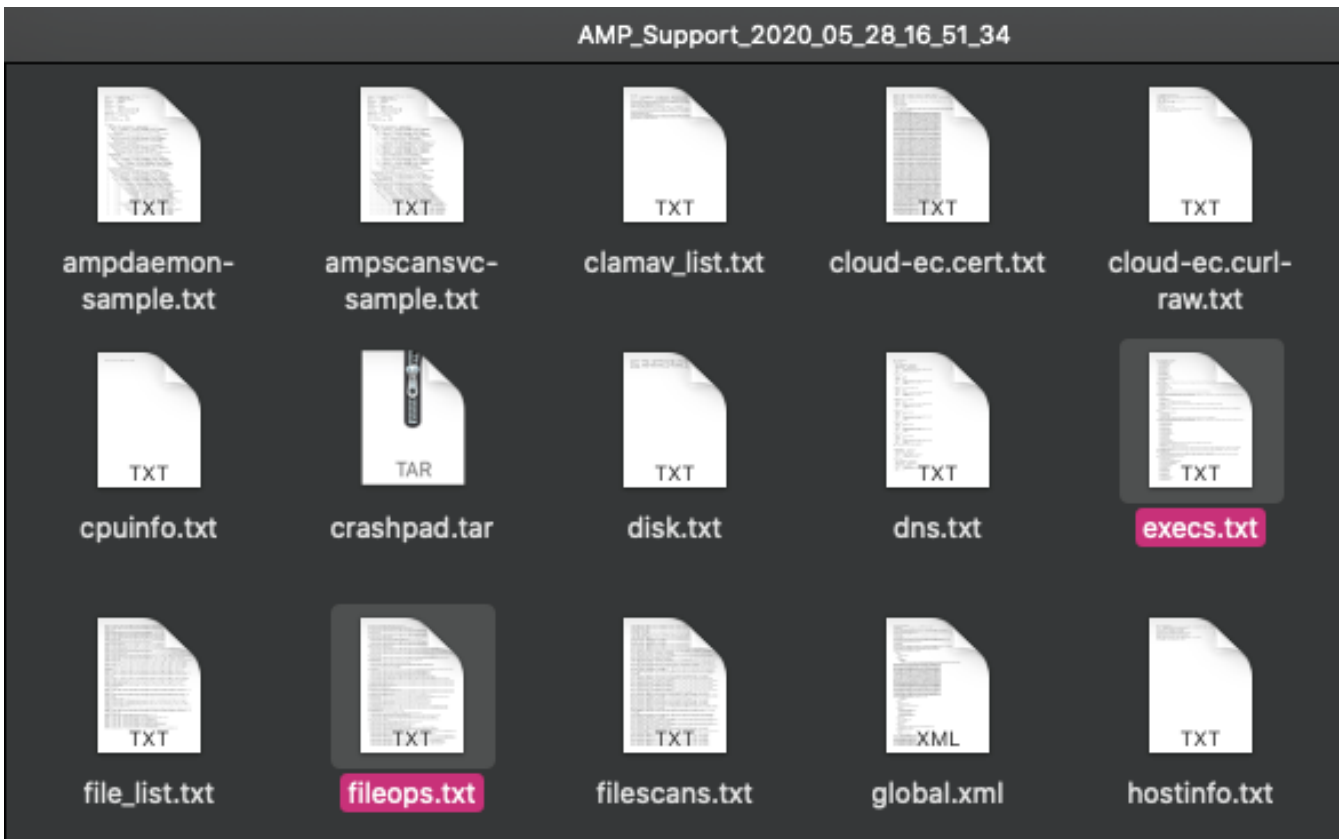 AMP_Support_2020_05_28_16_51_34
TXT TXT TXT TXT TXT
ampdaemon- ampscansvc- clamav_list.txt cloud-ec.cert.txt cloud-ec.curl-
sample.txt sample.txt raw.txt
TXT TAR TXT TXT TXT
cpuinfo.txt crashpad.tar disk.txt dns.txt execs.txt
TXT TXT TXT XML TXT
file_list.txt fileops.txt filescans.txt global.xml hostinfo.txt